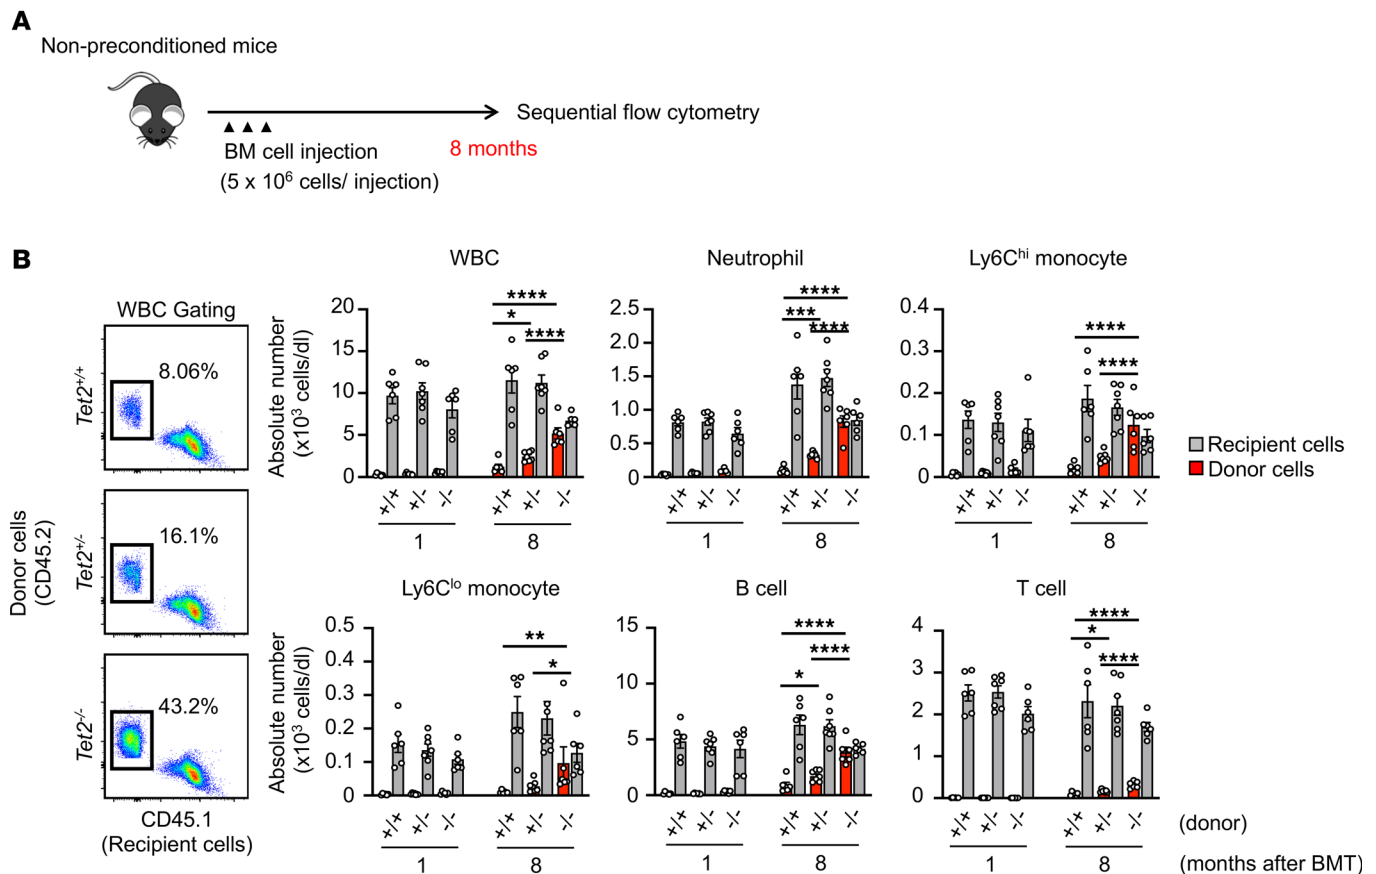 A
Non-preconditioned mice
Sequential flow cytometry
BM cell injection
8 months
(5 x 10⁶ cells/ injection)
B
WBC Gating
Donor cells
(CD45.2)
Tet2+/+
8.06%
Tet2+/-
16.1%
Tet2-/-
43.2%
CD45.1
(Recipient cells)
WBC
Absolute number
(x10³ cells/dl)
20
15
10
5
0
****
*
****
+/+ +/- -/- +/+ +/- -/-
1 8
Neutrophil
2.5
2.0
1.5
1.0
0.5
0
****
***
****
+/+ +/- -/- +/+ +/- -/-
1 8
Ly6Chi monocyte
0.4
0.3
0.2
0.1
0
****
****
+/+ +/- -/- +/+ +/- -/-
1 8
Recipient cells
Donor cells
Ly6Clo monocyte
Absolute number
(x10³ cells/dl)
0.5
0.4
0.3
0.2
0.1
0
**
*
+/+ +/- -/- +/+ +/- -/-
1 8
B cell
15
10
5
0
****
****
*
+/+ +/- -/- +/+ +/- -/-
1 8
T cell
4
3
2
1
0
****
*
****
+/+ +/- -/- +/+ +/- -/-
(donor)
1 8
(months after BMT)